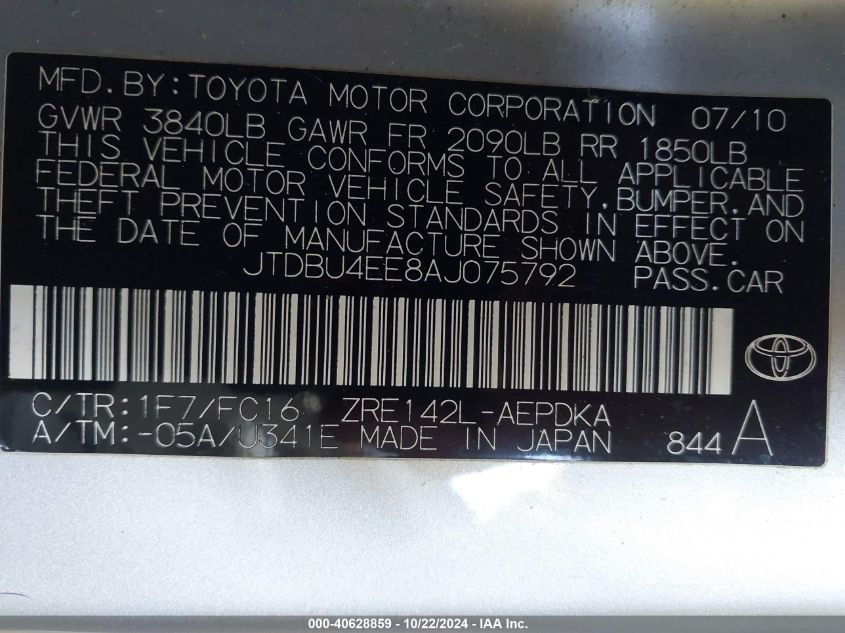 MFD. BY: TOYOTA MOTOR CORPORATION 07/10
GVWR 3840LB GAWR FR 2090LB RR 1850LB
THIS VEHICLE CONFORMS TO ALL APPLICABLE
FEDERAL MOTOR VEHICLE SAFETY, BUMPER, AND
THEFT PREVENTION STANDARDS IN EFFECT ON
THE DATE OF MANUFACTURE SHOWN ABOVE.
JTDBU4EE8AJ075792 PASS. CAR
C/TR: 1F7/FC16 ZRE142L-AEPDKA
A/TM: -05A/U341E MADE IN JAPAN 844 A
000-40628859 - 10/22/2024 - IAA Inc.